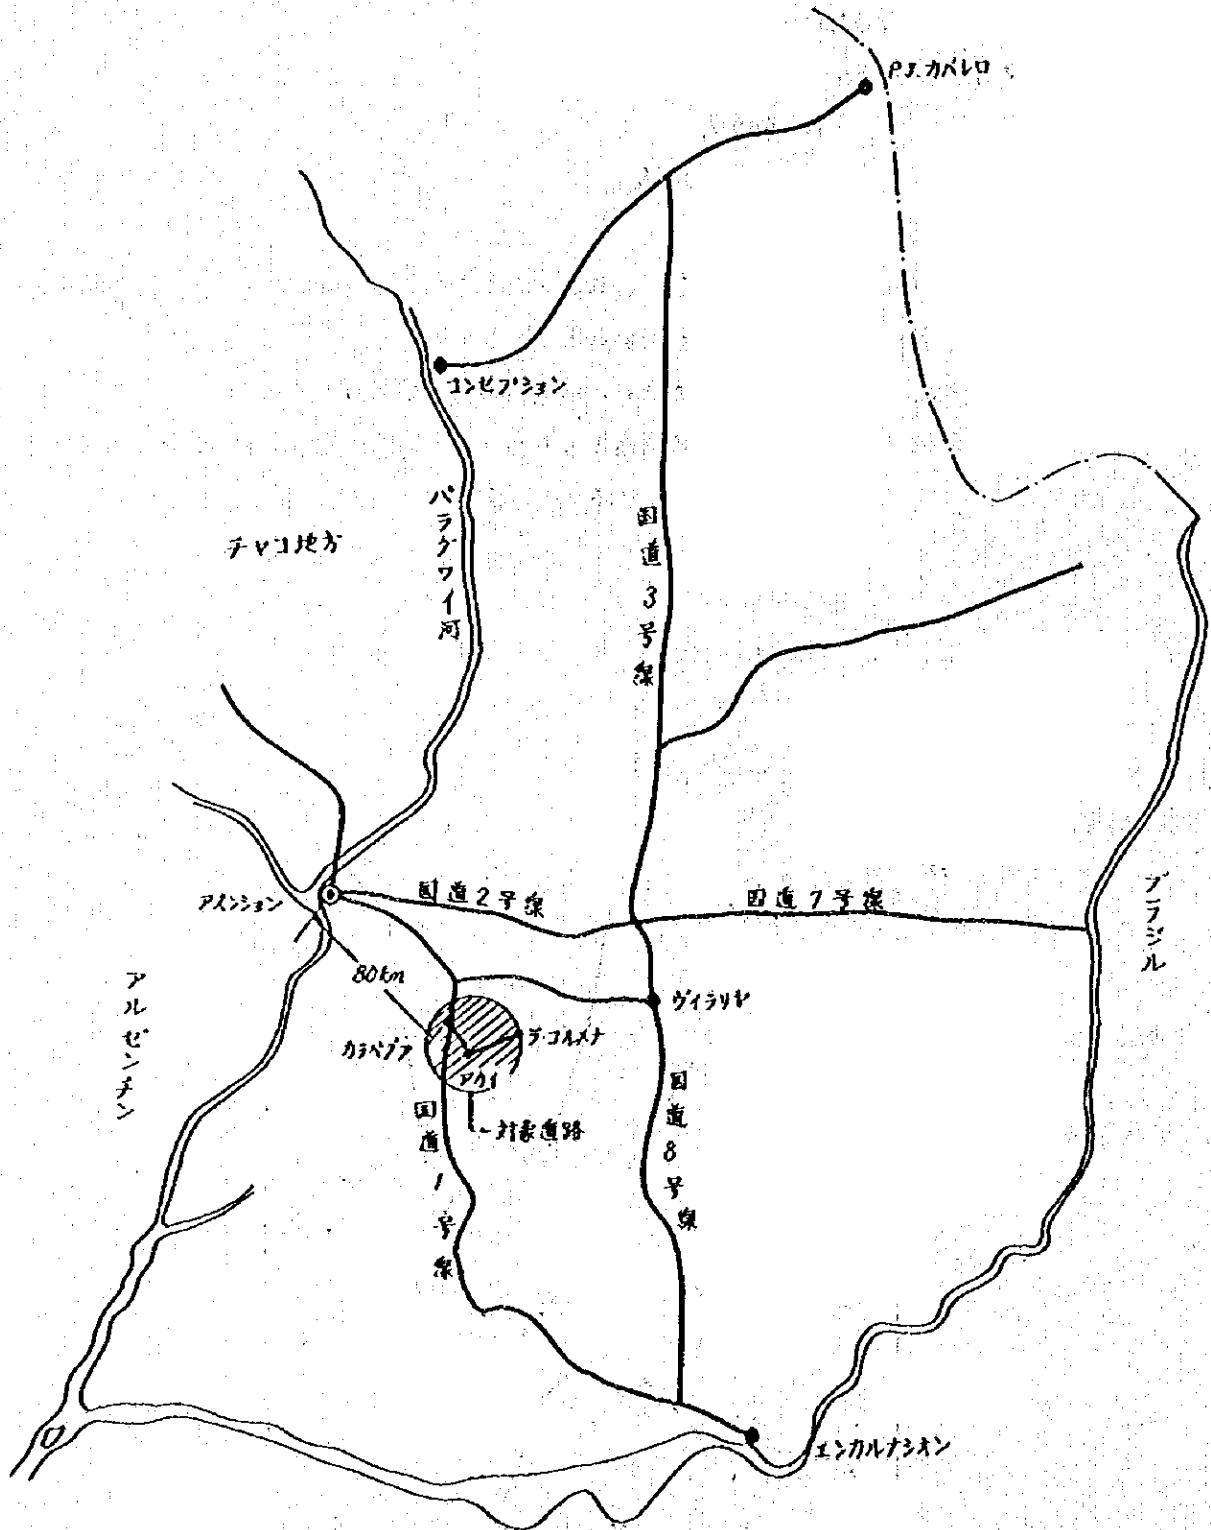 P.J.カバレロ
コンセプション
パラグワイ河
チャコ地方
国道3号線
アスンション
国道2号線
国道7号線
ブラジル
80km
アルゼンチン
ヴィラリヤ
カラペグア
ラ・コルメナ
アカイ
対象道路
国道1号線
国道8号線
エンカルナシオン